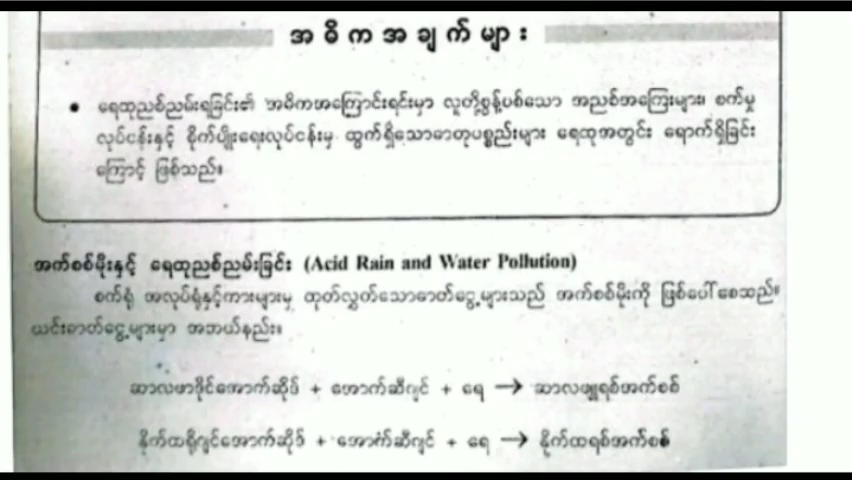 အဓိကအချက်များ
• ရေထုညစ်ညမ်းရခြင်း၏ အဓိကအကြောင်းရင်းမှာ လူတို့စွန့်ပစ်သော အညစ်အကြေးများ၊ စက်မှု
လုပ်ငန်းနှင့် စိုက်ပျိုးရေးလုပ်ငန်းမှ ထွက်ရှိသောဓာတုပစ္စည်းများ ရေထုအတွင်း ရောက်ရှိခြင်း
ကြောင့် ဖြစ်သည်။
အက်စစ်မိုးနှင့် ရေထုညစ်ညမ်းခြင်း (Acid Rain and Water Pollution)
စက်ရုံ အလုပ်ရုံနှင့်ကားများမှ ထုတ်လွှတ်သောဓာတ်ငွေ့များသည် အက်စစ်မိုးကို ဖြစ်ပေါ်စေသည်။
ယင်းဓာတ်ငွေ့များမှာ အဘယ်နည်း။
ဆာလဖာဒိုင်အောက်ဆိုဒ် + အောက်ဆီဂျင် + ရေ → ဆာလဖျူရစ်အက်စစ်
နိုက်ထရိုဂျင်အောက်ဆိုဒ် + အောက်ဆီဂျင် + ရေ → နိုက်ထရစ်အက်စစ်